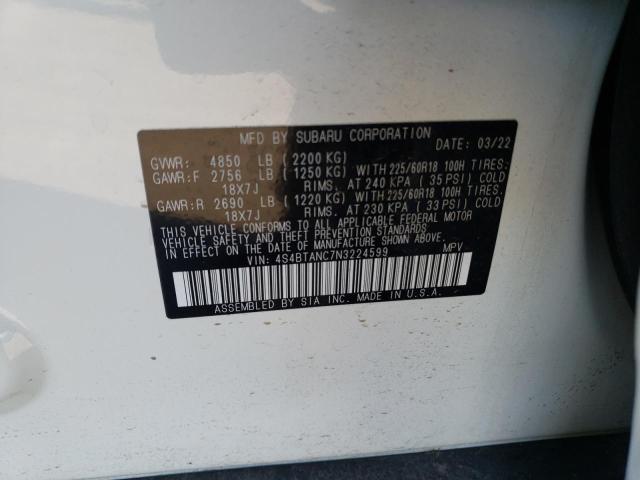 MFD BY SUBARU CORPORATION DATE: 03/22
GVWR: 4850 LB (2200 KG)
GAWR:F 2756 LB (1250 KG) WITH 225/60R18 100H TIRES:
18X7J RIMS. AT 240 KPA (35 PSI) COLD
GAWR:R 2690 LB (1220 KG) WITH 225/60R18 100H TIRES:
18X7J RIMS. AT 230 KPA (33 PSI) COLD
THIS VEHICLE CONFORMS TO ALL APPLICABLE FEDERAL MOTOR
VEHICLE SAFETY AND THEFT PREVENTION STANDARDS IN EFFECT
ON THE DATE OF MANUFACTURE SHOWN ABOVE.
VIN: 4S4BTANC7N3224599 MPV
ASSEMBLED BY SIA INC. MADE IN U.S.A.